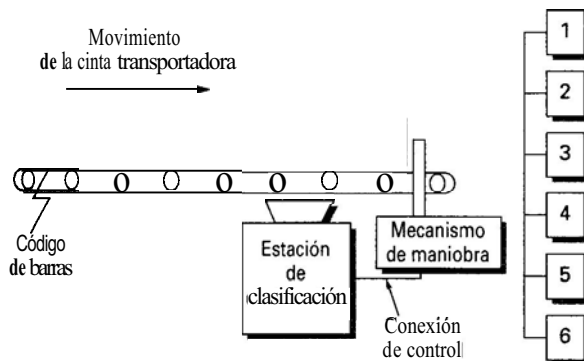 Movimiento
de la cinta transportadora
Código
de barras
Estación
de
clasificación
Mecanismo
de maniobra
Conexión
de control
1
2
3
4
5
6